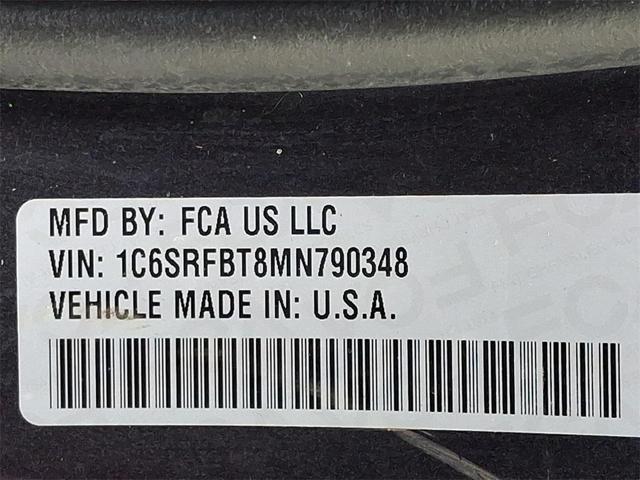 MFD BY: FCA US LLC
VIN: 1C6SRFBT8MN790348
VEHICLE MADE IN: U.S.A.